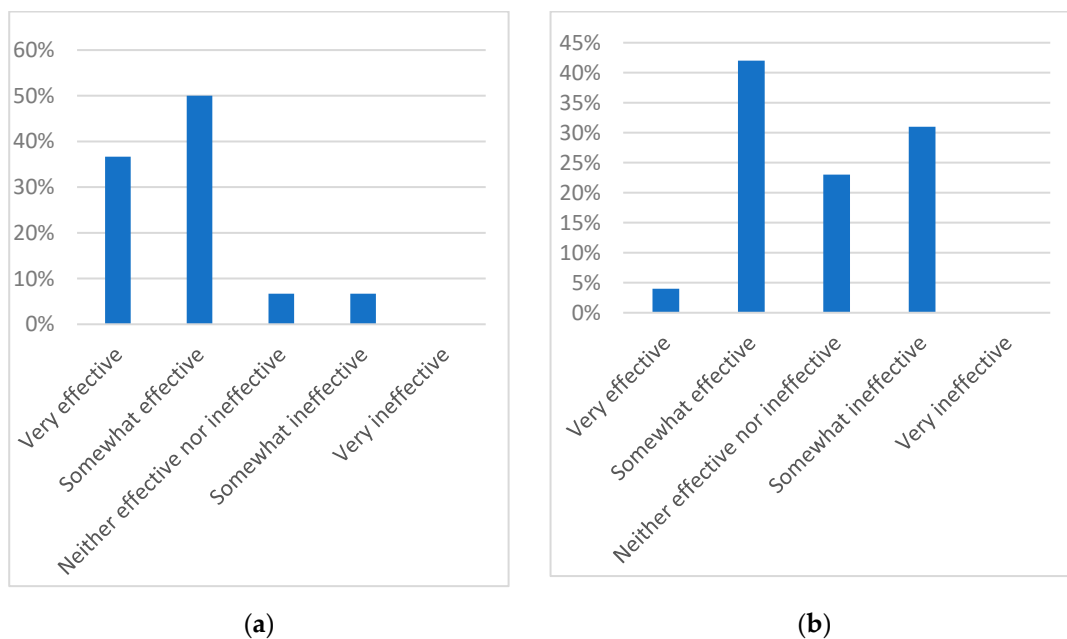 60%
50%
40%
30%
20%
10%
0%
Very effective
Somewhat effective
Neither effective nor ineffective
Somewhat ineffective
Very ineffective
(a)
45%
40%
35%
30%
25%
20%
15%
10%
5%
0%
Very effective
Somewhat effective
Neither effective nor ineffective
Somewhat ineffective
Very ineffective
(b)